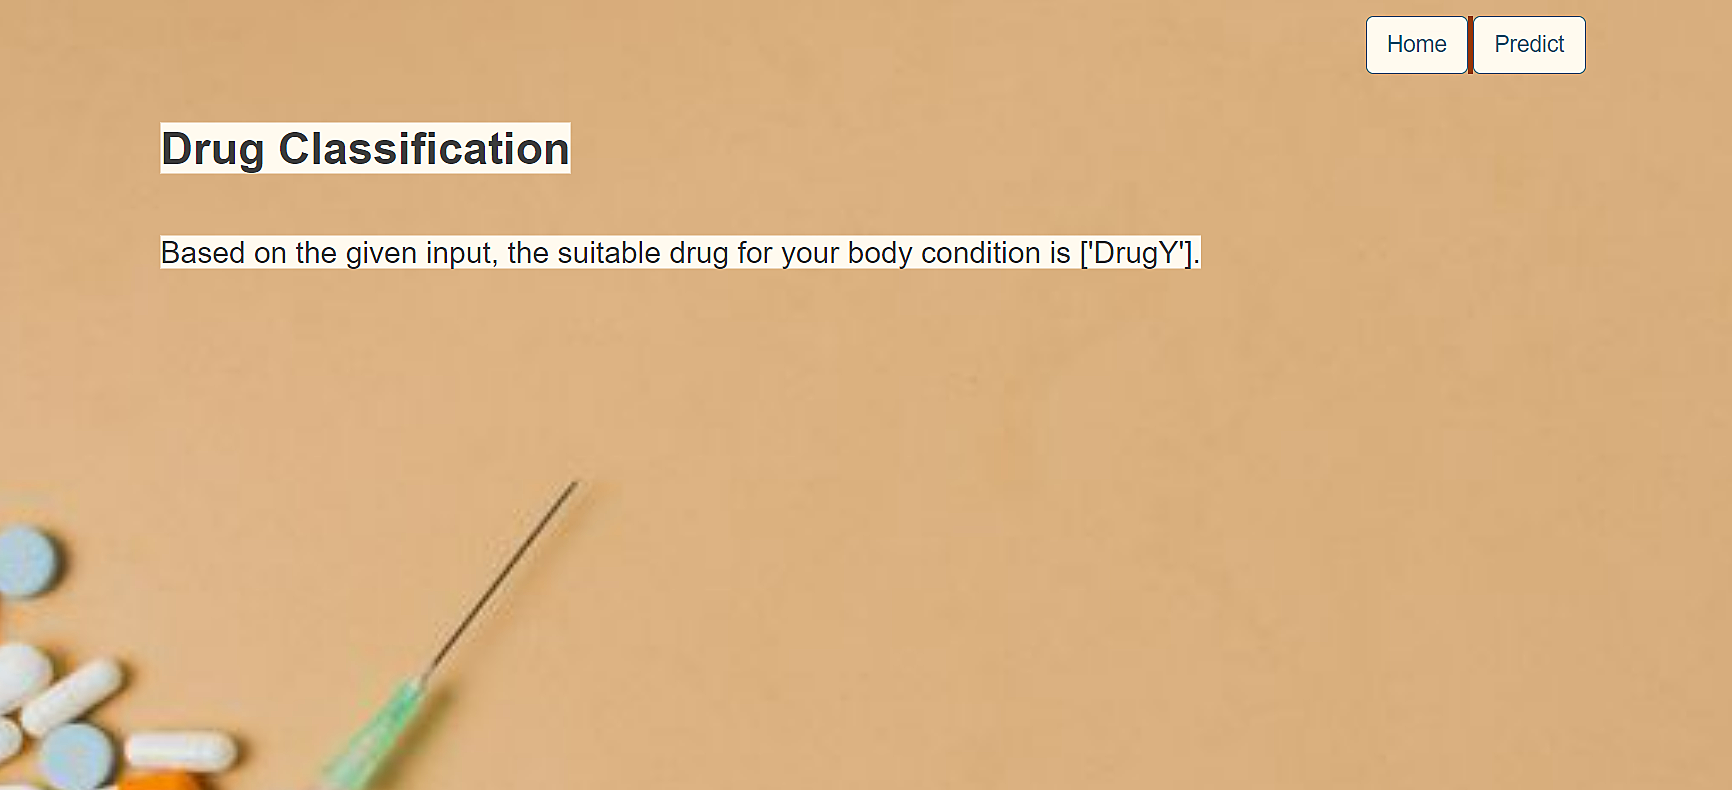 Home Predict
Drug Classification
Based on the given input, the suitable drug for your body condition is ['DrugY'].